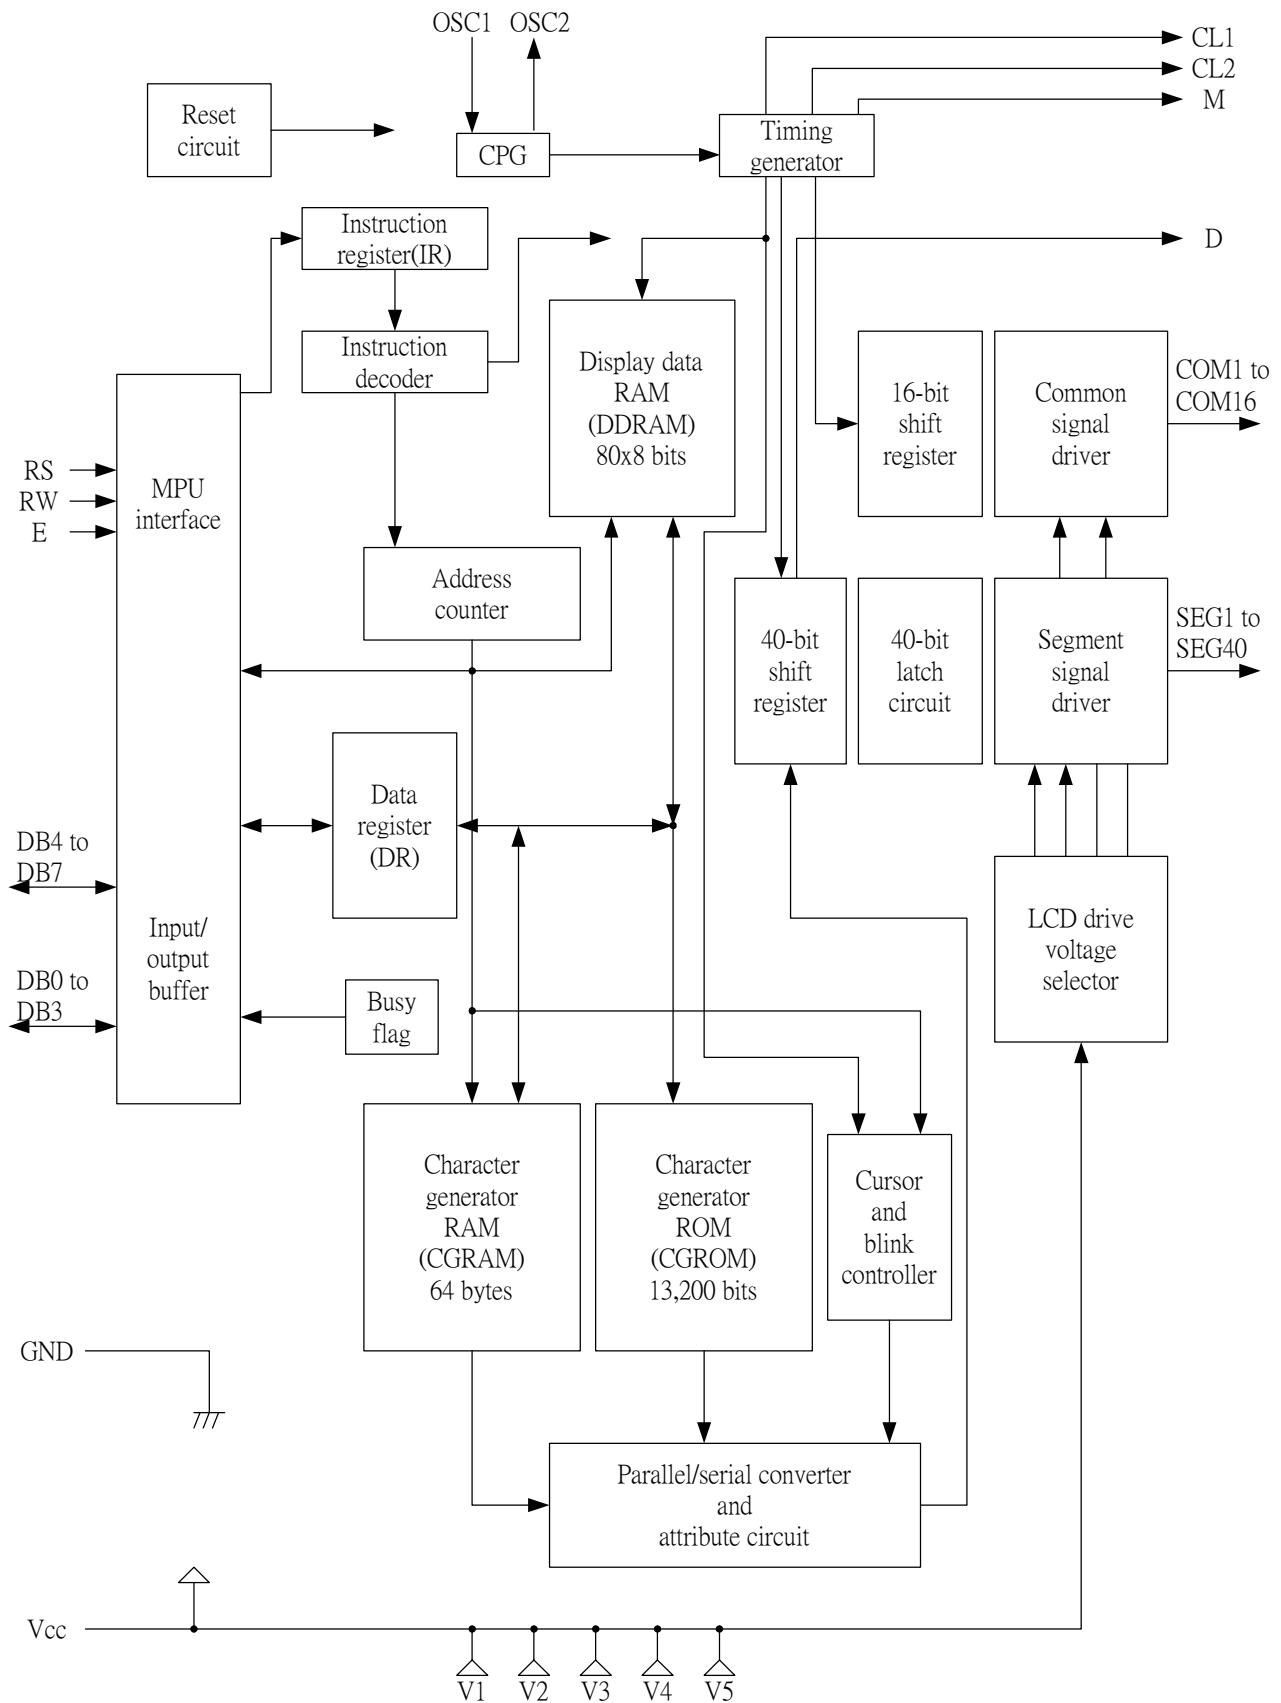 OSC1 OSC2
CL1
CL2
M
Reset
circuit
CPG
Timing
generator
Instruction
register(IR)
D
Instruction
decoder
Display data
RAM
(DDRAM)
80x8 bits
16-bit
shift
register
Common
signal
driver
COM1 to
COM16
RS
RW
E
MPU
interface
Address
counter
40-bit
shift
register
40-bit
latch
circuit
Segment
signal
driver
SEG1 to
SEG40
Data
register
(DR)
DB4 to
DB7
Input/
output
buffer
LCD drive
voltage
selector
DB0 to
DB3
Busy
flag
Character
generator
RAM
(CGRAM)
64 bytes
Character
generator
ROM
(CGROM)
13,200 bits
Cursor
and
blink
controller
GND
Parallel/serial converter
and
attribute circuit
Vcc
V1 V2 V3 V4 V5